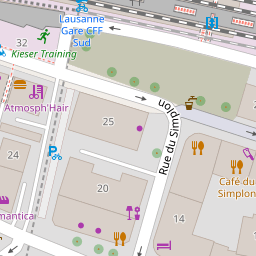 Lausanne
Gare CFF
Sud
32
Kieser Training
Atmosph'Hair
25
Rue du Simplon
24
20
Café du
Simplon
14